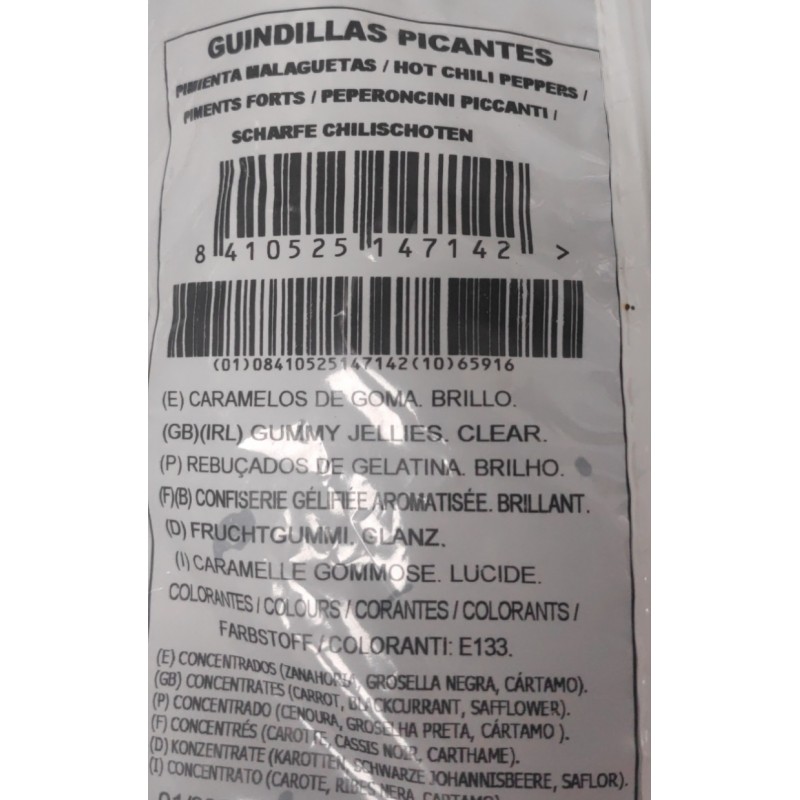 GUINDILLAS PICANTES
PIMIENTA MALAGUETAS / HOT CHILI PEPPERS /
PIMENTS FORTS / PEPERONCINI PICCANTI /
SCHARFE CHILISCHOTEN
8 410525 147142 >
(01)08410525147142(10)65916
(E) CARAMELOS DE GOMA. BRILLO.
(GB)(IRL) GUMMY JELLIES. CLEAR.
(P) REBUÇADOS DE GELATINA. BRILHO.
(F)(B) CONFISERIE GÉLIFIÉE AROMATISÉE. BRILLANT.
(D) FRUCHTGUMMI. GLANZ.
(I) CARAMELLE GOMMOSE. LUCIDE.
COLORANTES / COLOURS / CORANTES / COLORANTS /
FARBSTOFF / COLORANTI: E133.
(E) CONCENTRADOS (ZANAHORIA, GROSELLA NEGRA, CÁRTAMO).
(GB) CONCENTRATES (CARROT, BLACKCURRANT, SAFFLOWER).
(P) CONCENTRADO (CENOURA, GROSELHA PRETA, CÁRTAMO ).
(F) CONCENTRÉS (CAROTTE, CASSIS NOIR, CARTHAME).
(D) KONZENTRATE (KAROTTEN, SCHWARZE JOHANNISBEERE, SAFLOR).
(I) CONCENTRATO (CAROTE, RIBES NERA, CARTAMO)